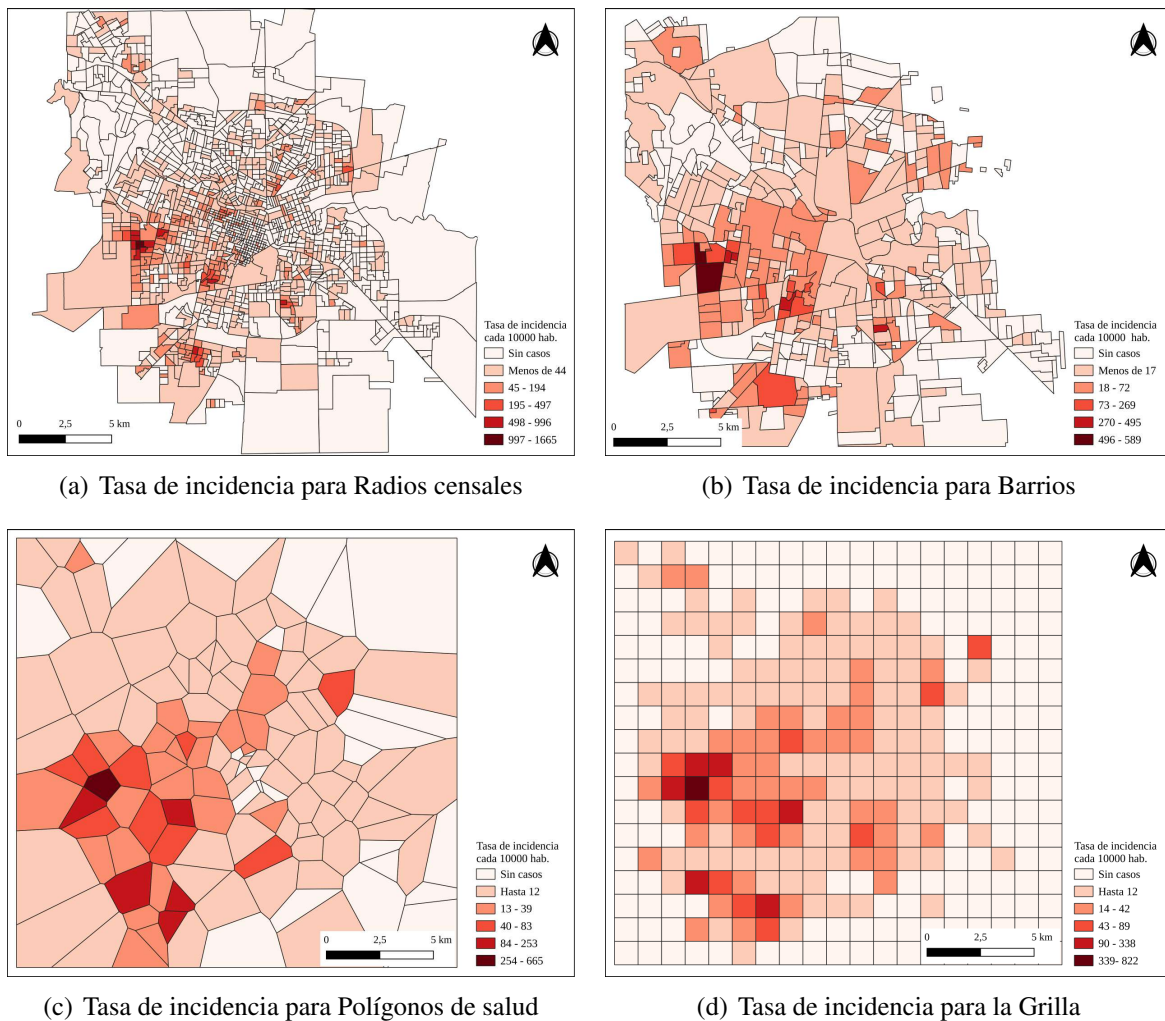 Tasa de incidencia
cada 10000 hab.
Sin casos
Menos de 44
45 - 194
195 - 497
498 - 996
997 - 1665
0 2,5 5 km
(a) Tasa de incidencia para Radios censales
Tasa de incidencia
cada 10000 hab.
Sin casos
Menos de 17
18 - 72
73 - 269
270 - 495
496 - 589
0 2,5 5 km
(b) Tasa de incidencia para Barrios
Tasa de incidencia
cada 10000 hab.
Sin casos
Hasta 12
13 - 39
40 - 83
84 - 253
254 - 665
0 2,5 5 km
(c) Tasa de incidencia para Polígonos de salud
Tasa de incidencia
cada 10000 hab.
Sin casos
Hasta 12
14 - 42
43 - 89
90 - 338
339- 822
0 2,5 5 km
(d) Tasa de incidencia para la Grilla